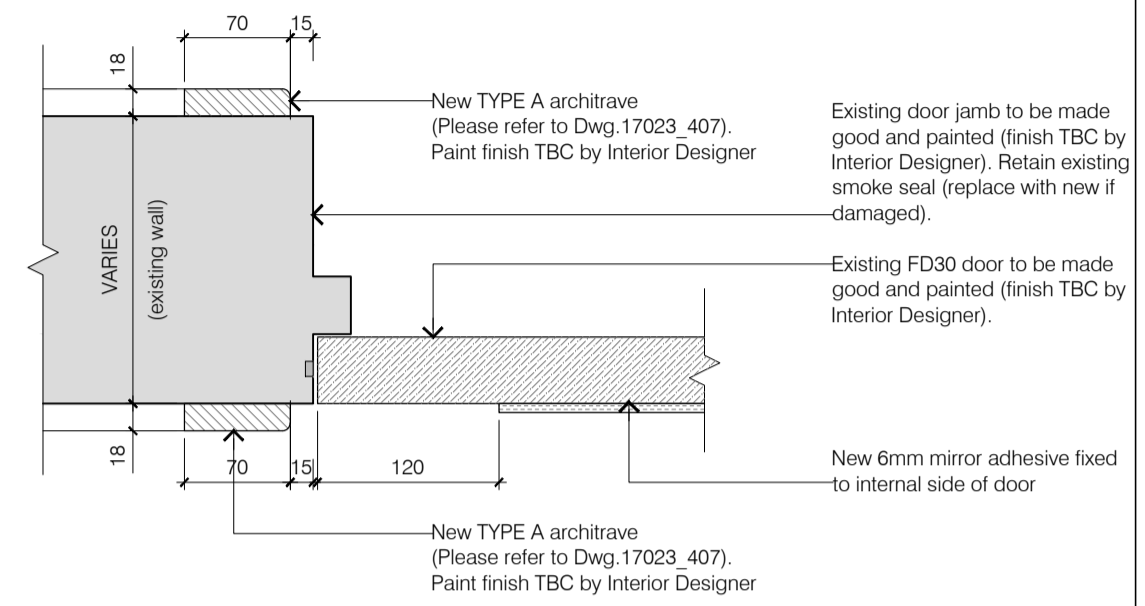 70
15
18
New TYPE A architrave
(Please refer to Dwg.17023_407).
Paint finish TBC by Interior Designer
Existing door jamb to be made
good and painted (finish TBC by
Interior Designer). Retain existing
smoke seal (replace with new if
damaged).
VARIES
(existing wall)
Existing FD30 door to be made
good and painted (finish TBC by
Interior Designer).
18
70
15
120
New 6mm mirror adhesive fixed
to internal side of door
New TYPE A architrave
(Please refer to Dwg.17023_407).
Paint finish TBC by Interior Designer